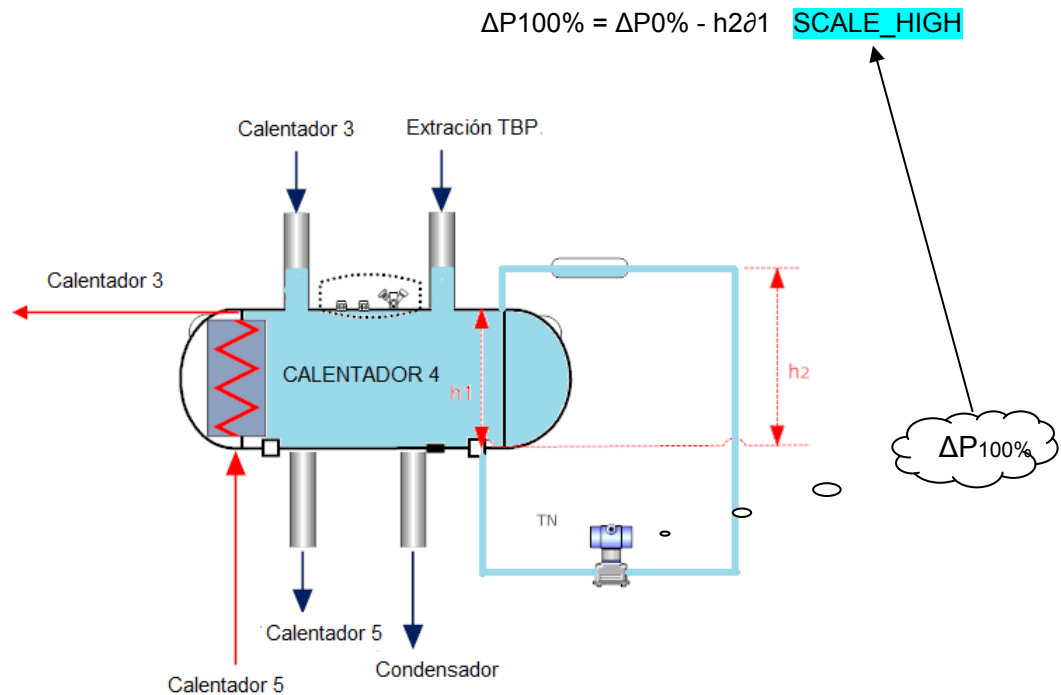 ΔP100% = ΔP0% - h2∂1 SCALE_HIGH
Calentador 3
Extracción TBP.
Calentador 3
CALENTADOR 4
h1
h2
ΔP100%
TN
Calentador 5
Condensador
Calentador 5